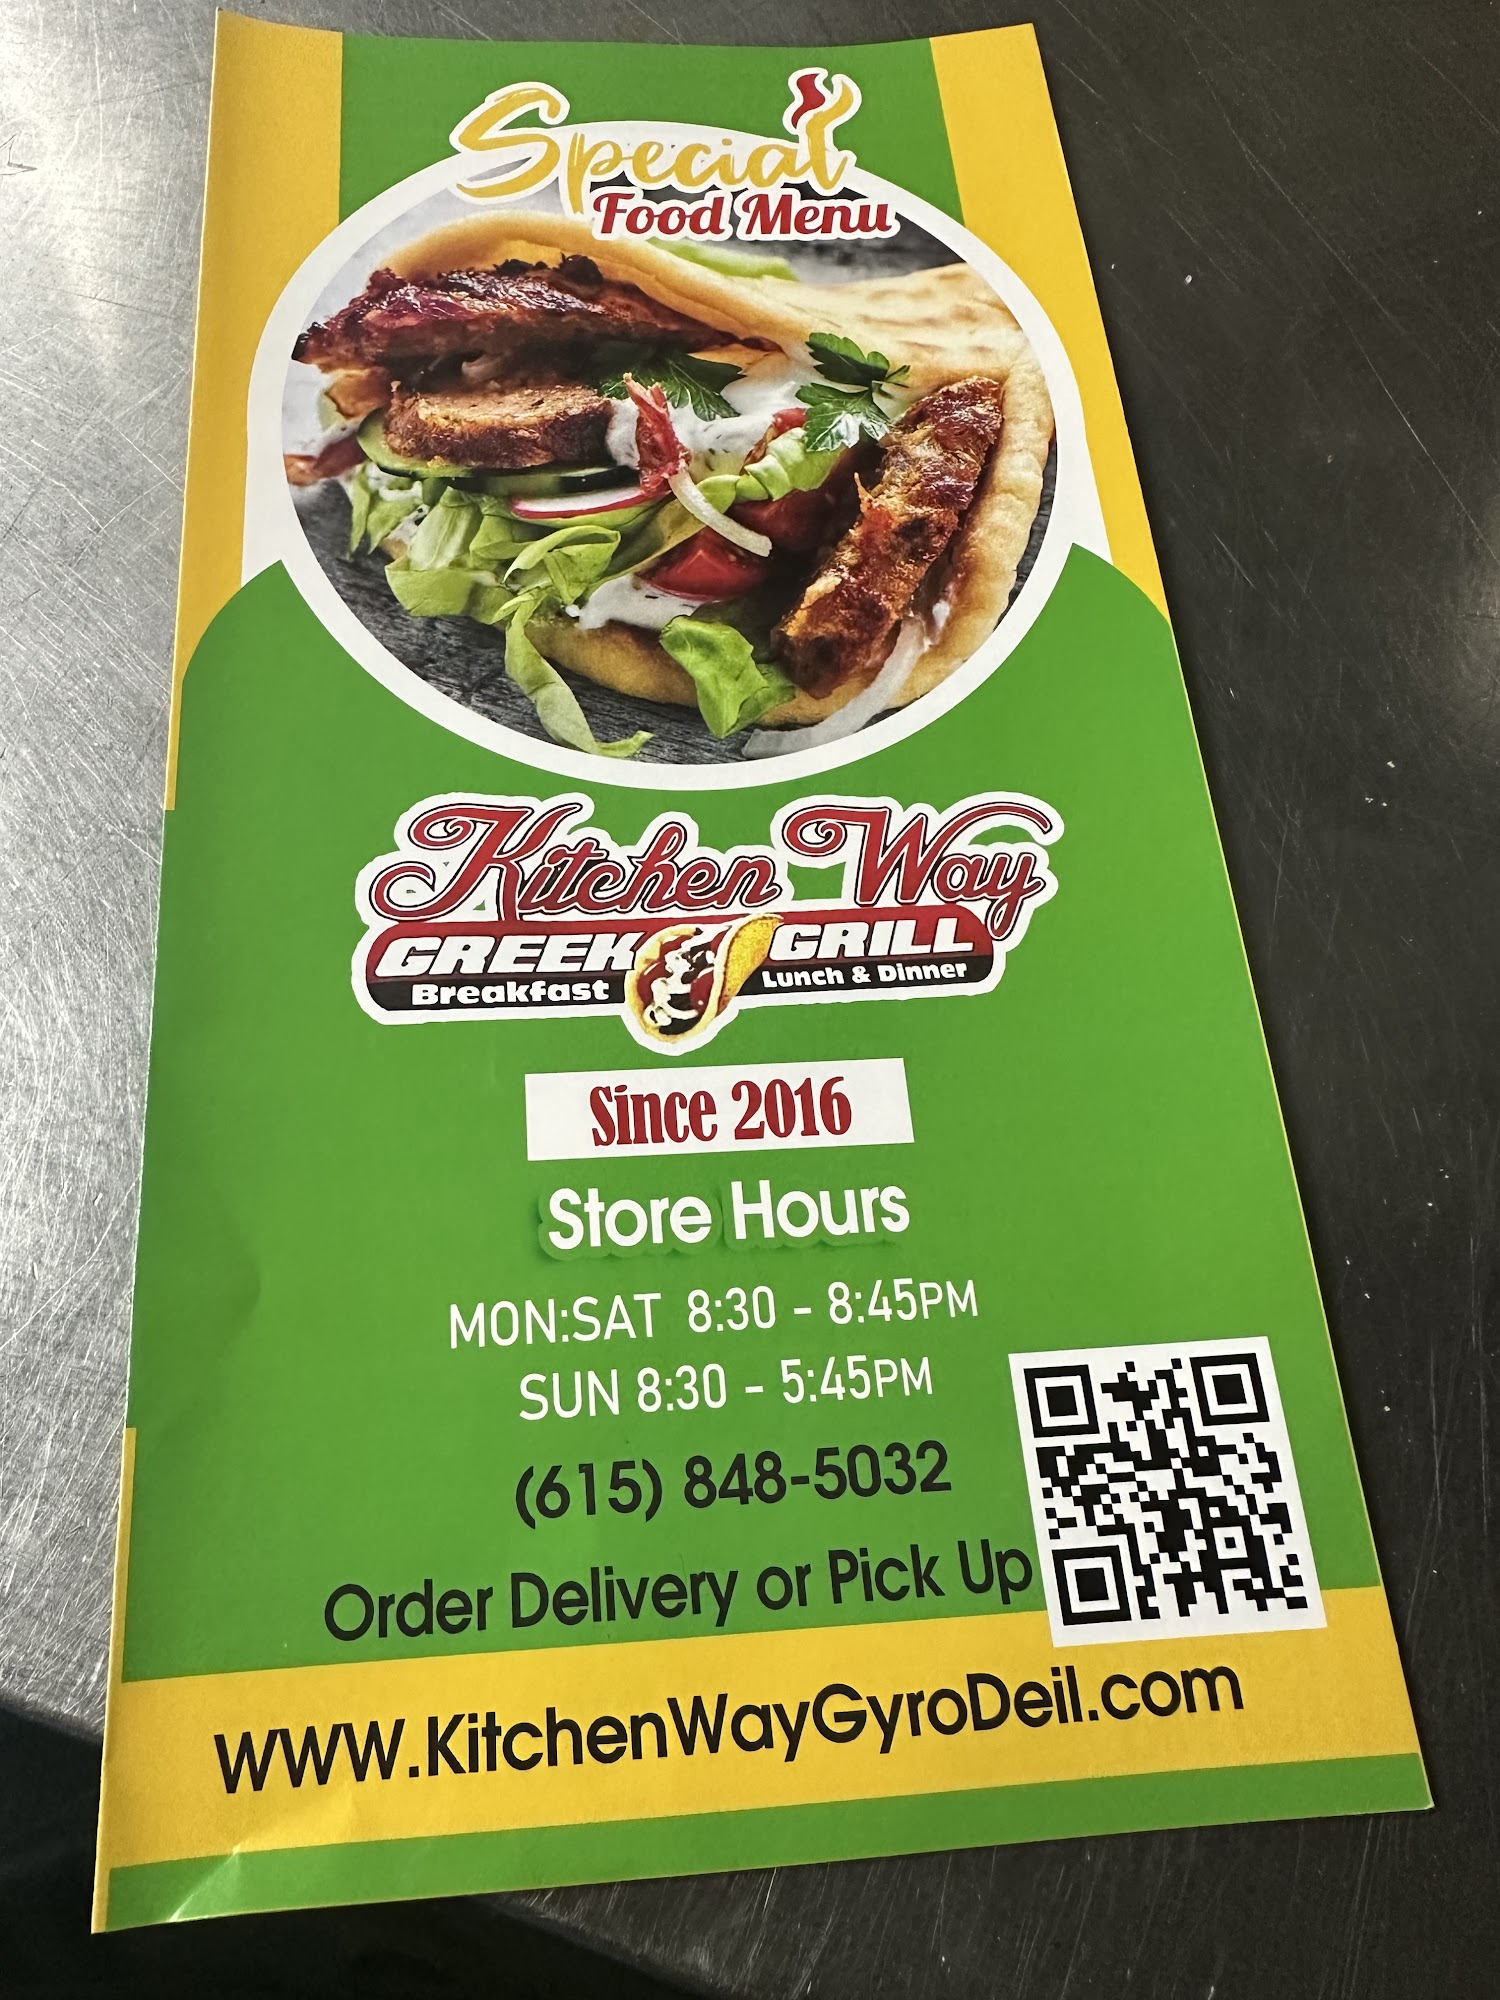 Special
Food Menu
Kitchen Way
GREEK GRILL
Breakfast Lunch & Dinner
Since 2016
Store Hours
MON:SAT 8:30 - 8:45PM
SUN 8:30 - 5:45PM
(615) 848-5032
Order Delivery or Pick Up
WWW.KitchenWayGyroDeil.com